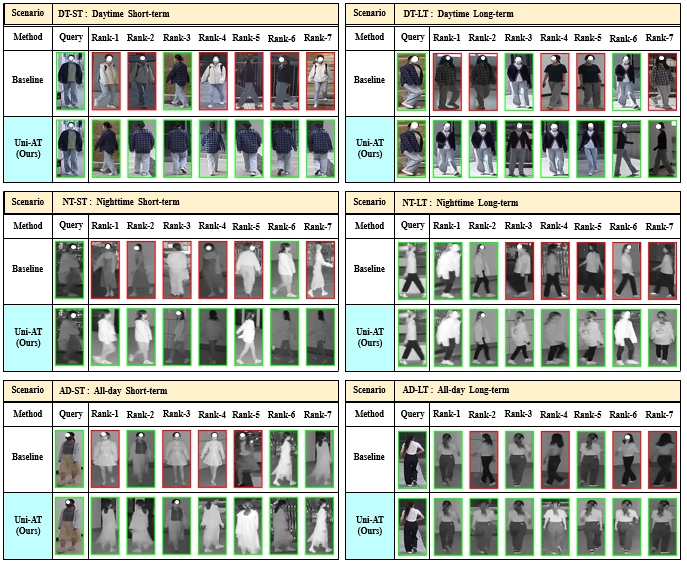 Scenario DT-ST : Daytime Short-term
Method Query Rank-1 Rank-2 Rank-3 Rank-4 Rank-5 Rank-6 Rank-7
Baseline
Uni-AT
(Ours)
Scenario DT-LT : Daytime Long-term
Method Query Rank-1 Rank-2 Rank-3 Rank-4 Rank-5 Rank-6 Rank-7
Baseline
Uni-AT
(Ours)
Scenario NT-ST : Nighttime Short-term
Method Query Rank-1 Rank-2 Rank-3 Rank-4 Rank-5 Rank-6 Rank-7
Baseline
Uni-AT
(Ours)
Scenario NT-LT : Nighttime Long-term
Method Query Rank-1 Rank-2 Rank-3 Rank-4 Rank-5 Rank-6 Rank-7
Baseline
Uni-AT
(Ours)
Scenario AD-ST : All-day Short-term
Method Query Rank-1 Rank-2 Rank-3 Rank-4 Rank-5 Rank-6 Rank-7
Baseline
Uni-AT
(Ours)
Scenario AD-LT : All-day Long-term
Method Query Rank-1 Rank-2 Rank-3 Rank-4 Rank-5 Rank-6 Rank-7
Baseline
Uni-AT
(Ours)